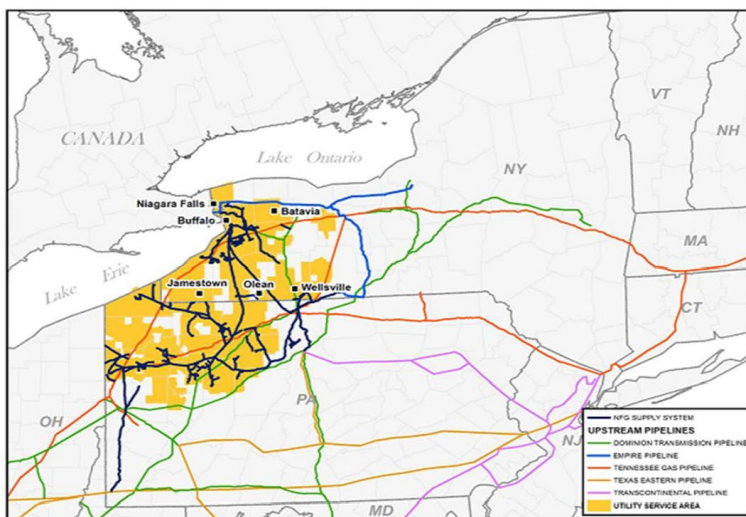 CANADA
Lake Ontario
VT
NH
NY
Niagara Falls
Buffalo
Batavia
MA
Lake Erie
Jamestown
Olean
Wellsville
CT
OH
PA
NJ
MD
NFG SUPPLY SYSTEM
UPSTREAM PIPELINES
DOMINION TRANSMISSION PIPELINE
EMPIRE PIPELINE
TENNESSEE GAS PIPELINE
TEXAS EASTERN PIPELINE
TRANSCONTINENTAL PIPELINE
UTILITY SERVICE AREA